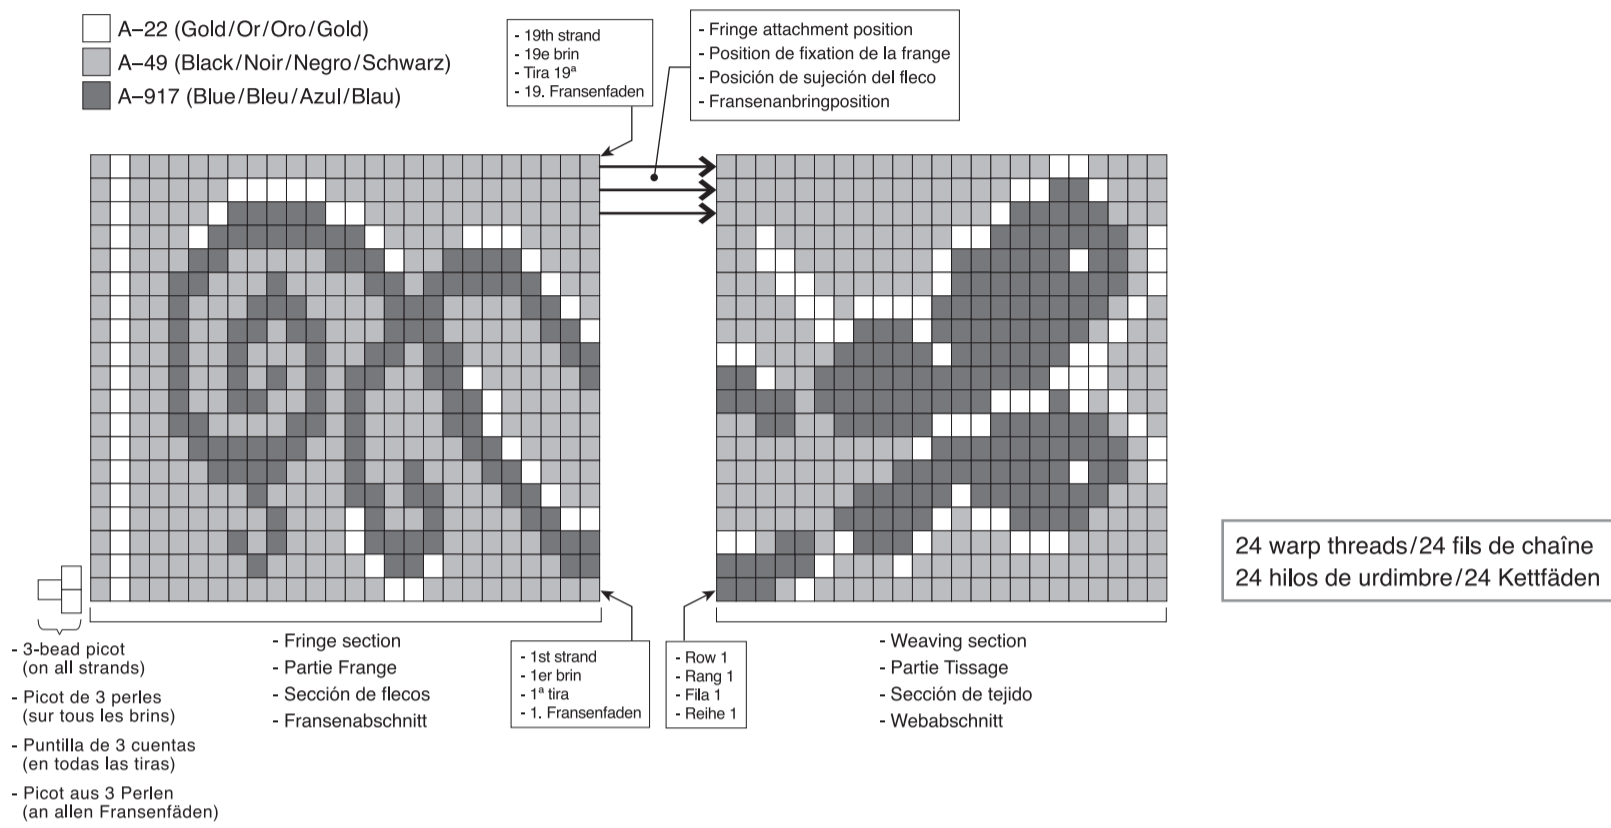 A–22 (Gold/Or/Oro/Gold)
A–49 (Black/Noir/Negro/Schwarz)
A–917 (Blue/Bleu/Azul/Blau)
- 19th strand
- 19e brin
- Tira 19ª
- 19. Fransenfaden
- Fringe attachment position
- Position de fixation de la frange
- Posición de sujeción del fleco
- Fransenanbringposition
24 warp threads/24 fils de chaîne
24 hilos de urdimbre/24 Kettfäden
- 3-bead picot
(on all strands)
- Picot de 3 perles
(sur tous les brins)
- Puntilla de 3 cuentas
(en todas las tiras)
- Picot aus 3 Perlen
(an allen Fransenfäden)
- Fringe section
- Partie Frange
- Sección de flecos
- Fransenabschnitt
- 1st strand
- 1er brin
- 1ª tira
- 1. Fransenfaden
- Row 1
- Rang 1
- Fila 1
- Reihe 1
- Weaving section
- Partie Tissage
- Sección de tejido
- Webabschnitt